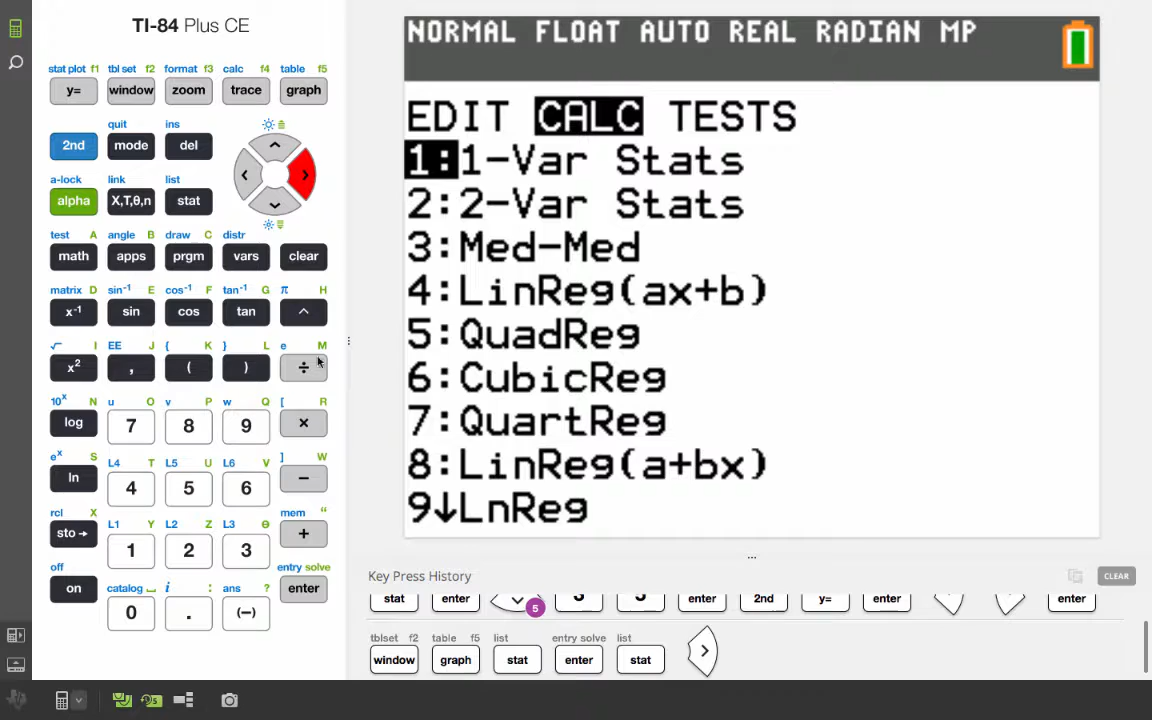 TI-84 Plus CE
stat plot f1 tbl set f2 format f3 calc f4 table f5
y= window zoom trace graph
quit ins
2nd mode del
a-lock link list
alpha X,T,θ,n stat
test A angle B draw C distr
math apps prgm vars clear
matrix D sin⁻¹ E cos⁻¹ F tan⁻¹ G π H
x⁻¹ sin cos tan ^
√ I EE J { K } L e M
x² , ( ) ÷
10ˣ N u O v P w Q [ R
log 7 8 9 ×
eˣ S L4 T L5 U L6 V ] W
ln 4 5 6 −
rcl X L1 Y L2 Z L3 θ mem “
sto→ 1 2 3 +
off catalog ⎵ i : ans ? entry solve
on 0 . (−) enter
NORMAL FLOAT AUTO REAL RADIAN MP
EDIT CALC TESTS
1:1-Var Stats
2:2-Var Stats
3:Med-Med
4:LinReg(ax+b)
5:QuadReg
6:CubicReg
7:QuartReg
8:LinReg(a+bx)
9↓LnReg
Key Press History CLEAR
stat enter 5 enter 2nd y= enter enter
tblset f2 table f5 list entry solve list
window graph stat enter stat